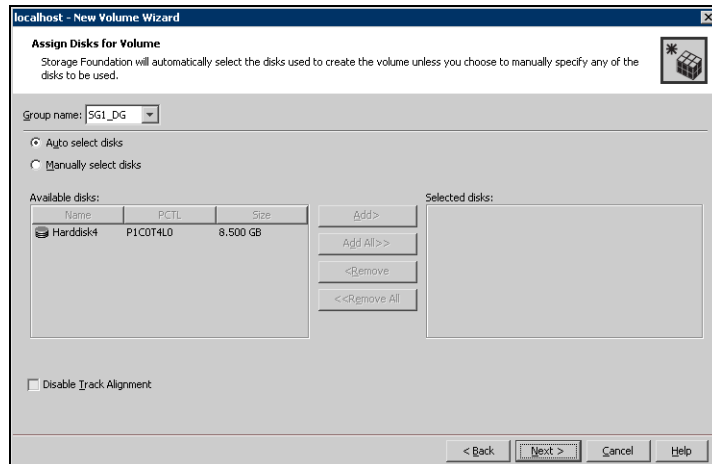 localhost - New Volume Wizard
Assign Disks for Volume
Storage Foundation will automatically select the disks used to create the volume unless you choose to manually specify any of the
disks to be used.
Group name: SG1_DG
Auto select disks
Manually select disks
Available disks:
Selected disks:
Name PCTL Size
Harddisk4 P1C0T4L0 8.500 GB
Add>
Add All>>
<Remove
<<Remove All
Disable Track Alignment
< Back Next > Cancel Help